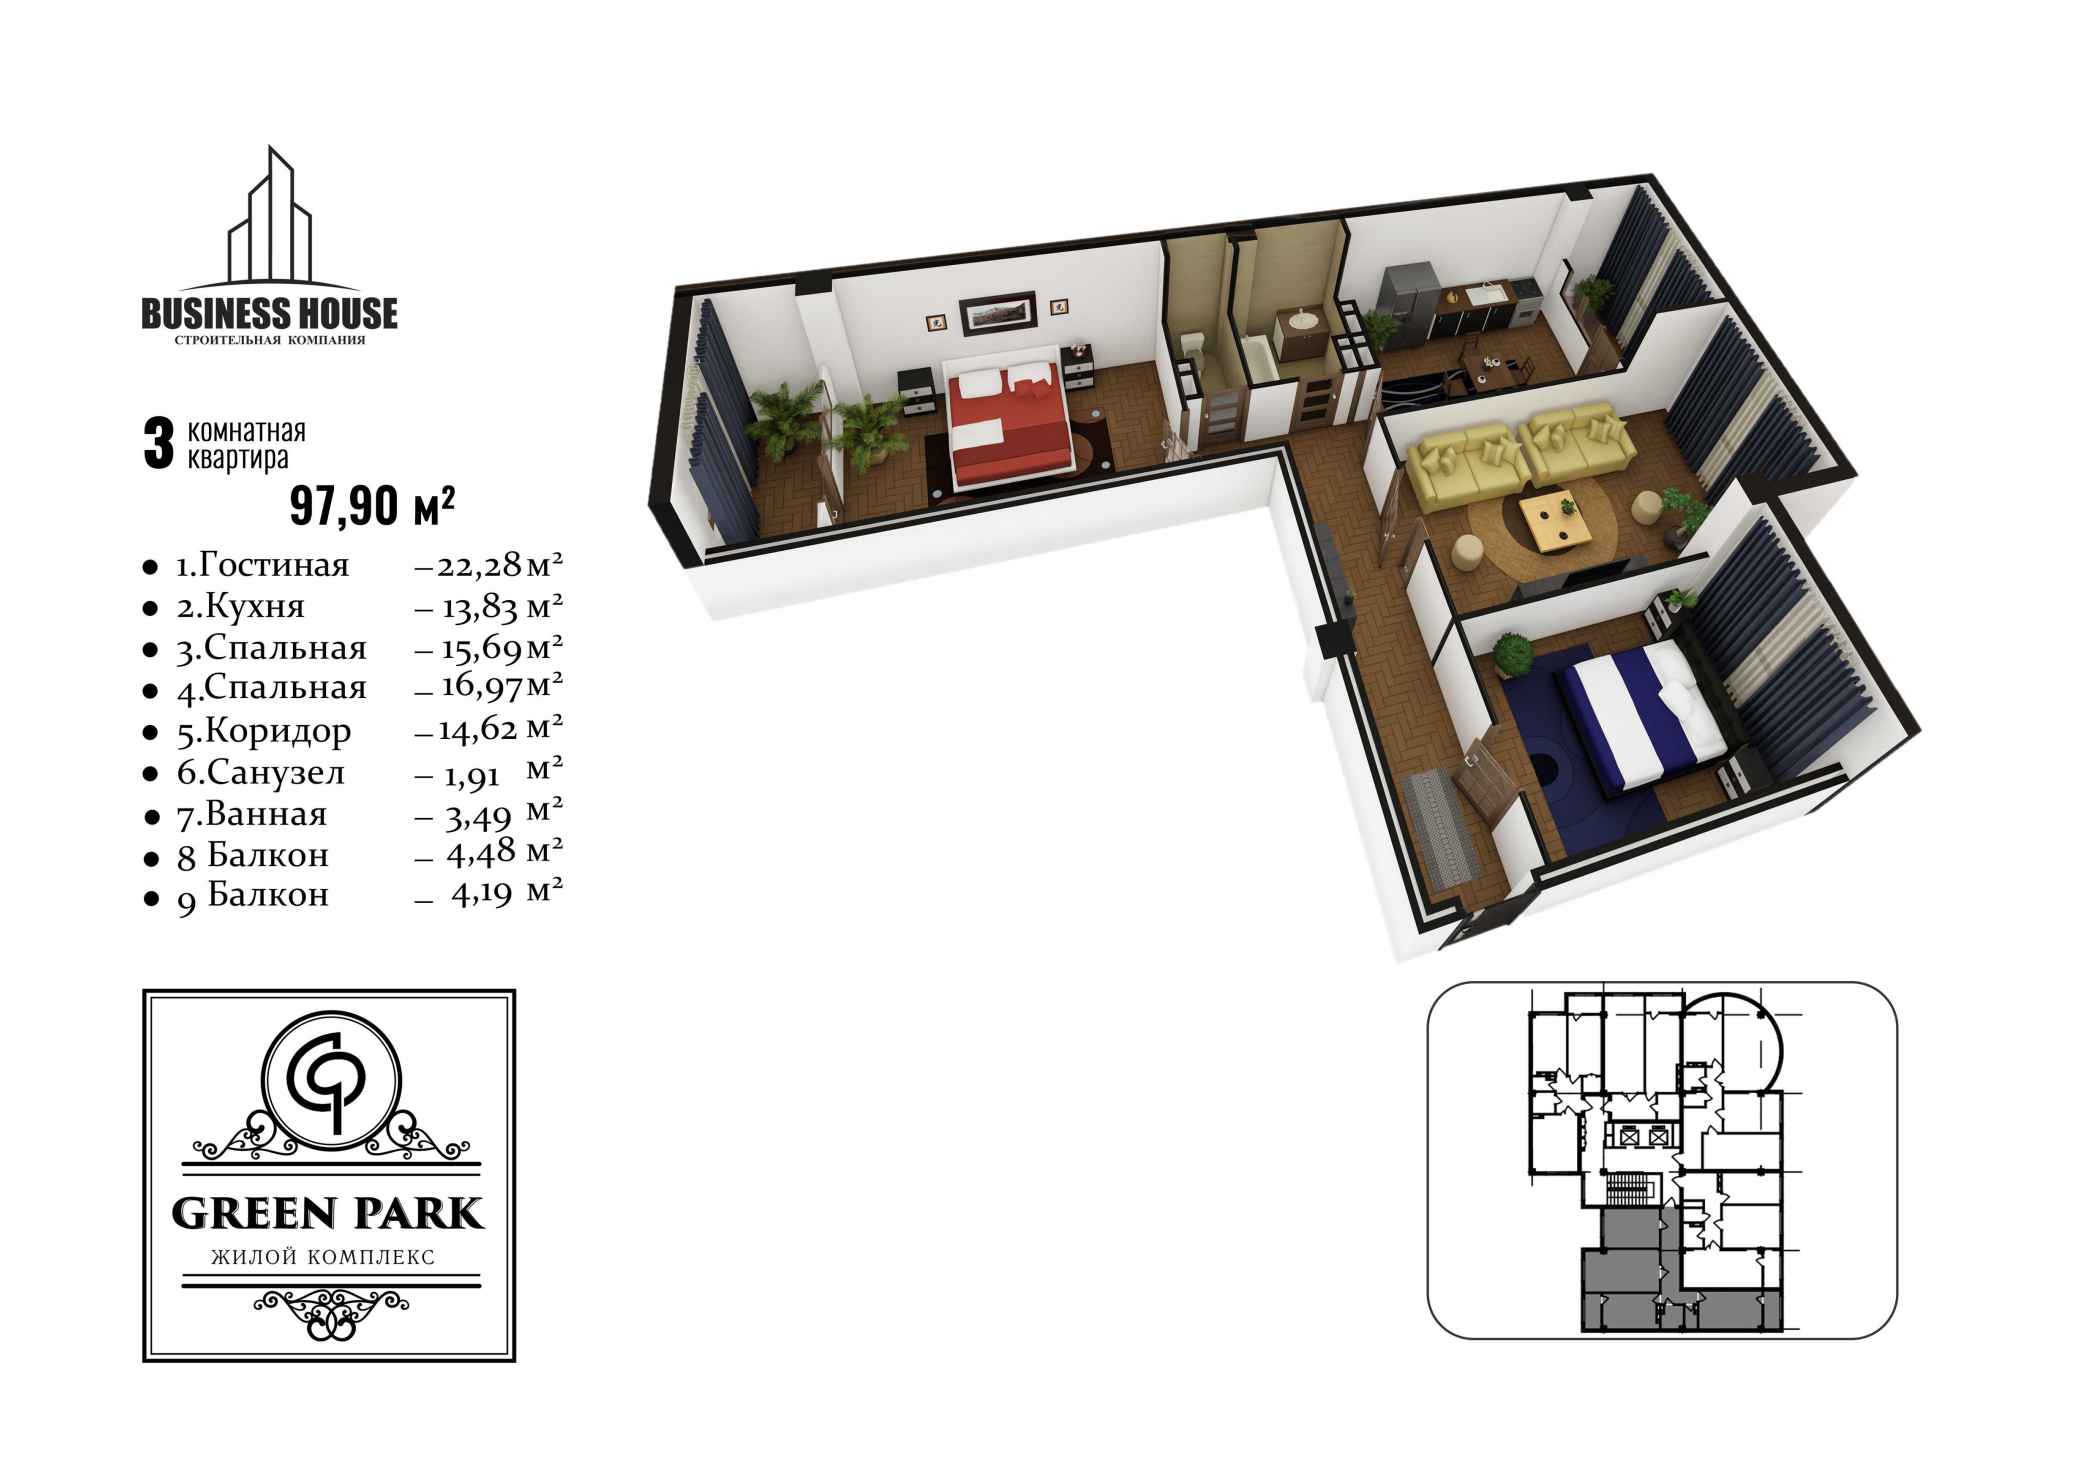 BUSINESS HOUSE
СТРОИТЕЛЬНАЯ КОМПАНИЯ
3 комнатная
квартира
97,90 м²
• 1.Гостиная – 22,28 м²
• 2.Кухня – 13,83 м²
• 3.Спальная – 15,69 м²
• 4.Спальная – 16,97 м²
• 5.Коридор – 14,62 м²
• 6.Санузел – 1,91 м²
• 7.Ванная – 3,49 м²
• 8 Балкон – 4,48 м²
• 9 Балкон – 4,19 м²
GREEN PARK
ЖИЛОЙ КОМПЛЕКС